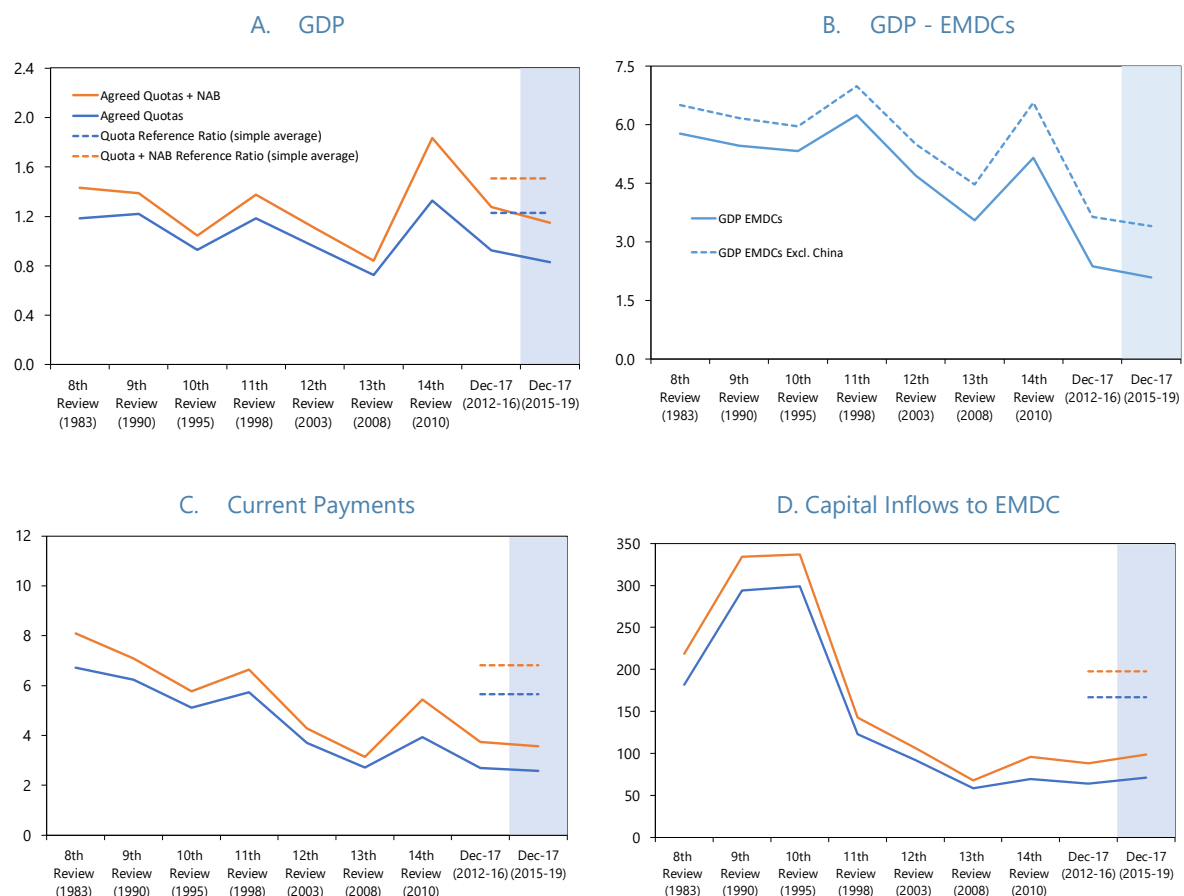 A. GDP
2.4
2.0
1.6
1.2
0.8
0.4
0.0
Agreed Quotas + NAB
Agreed Quotas
Quota Reference Ratio (simple average)
Quota + NAB Reference Ratio (simple average)
8th 9th 10th 11th 12th 13th 14th Dec-17 Dec-17
Review Review Review Review Review Review Review (2012-16) (2015-19)
(1983) (1990) (1995) (1998) (2003) (2008) (2010)
B. GDP - EMDCs
7.5
6.0
4.5
3.0
1.5
0.0
GDP EMDCs
GDP EMDCs Excl. China
8th 9th 10th 11th 12th 13th 14th Dec-17 Dec-17
Review Review Review Review Review Review Review (2012-16) (2015-19)
(1983) (1990) (1995) (1998) (2003) (2008) (2010)
C. Current Payments
12
10
8
6
4
2
0
8th 9th 10th 11th 12th 13th 14th Dec-17 Dec-17
Review Review Review Review Review Review Review (2012-16) (2015-19)
(1983) (1990) (1995) (1998) (2003) (2008) (2010)
D. Capital Inflows to EMDC
350
300
250
200
150
100
50
0
8th 9th 10th 11th 12th 13th 14th Dec-17 Dec-17
Review Review Review Review Review Review Review (2012-16) (2015-19)
(1983) (1990) (1995) (1998) (2003) (2008) (2010)